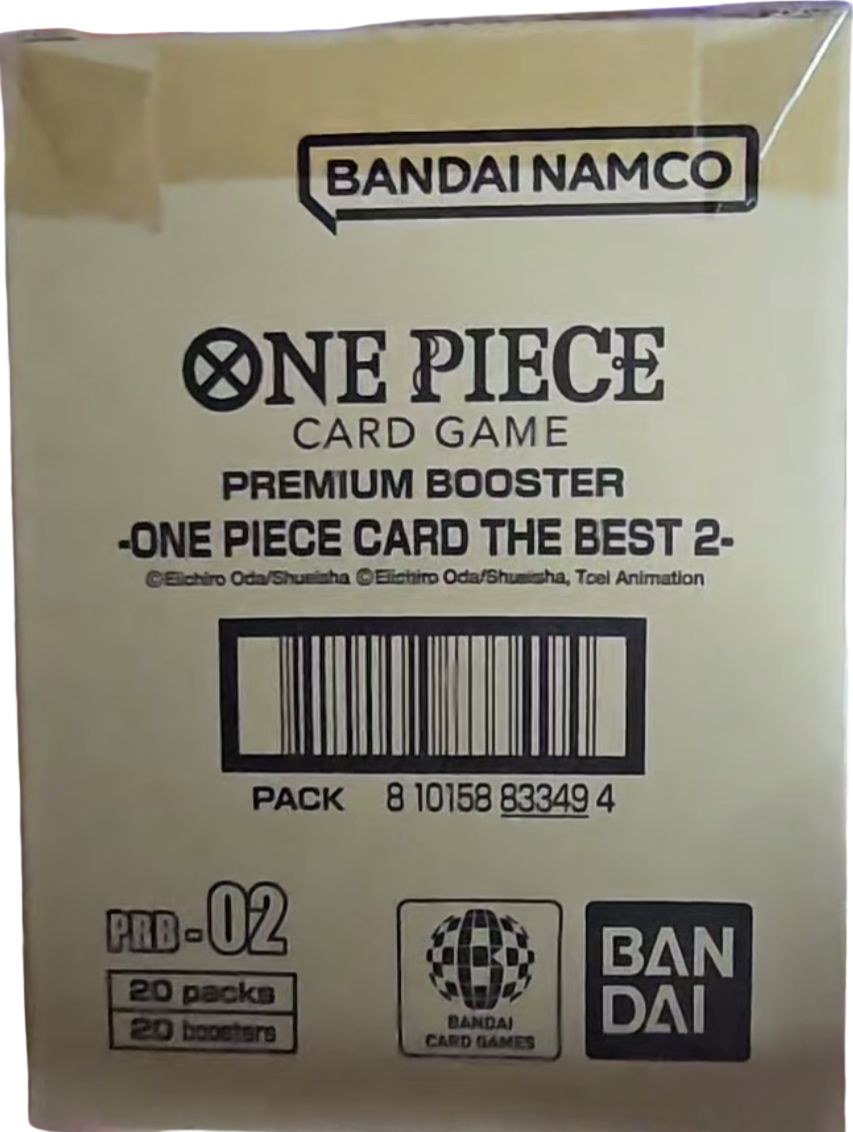 BANDAI NAMCO
ONE PIECE
CARD GAME
PREMIUM BOOSTER
-ONE PIECE CARD THE BEST 2-
©Eiichiro Oda/Shueisha ©Eiichiro Oda/Shueisha, Toei Animation
PACK 8 10158 83349 4
PRB-02
20 packs
20 boosters
BANDAI
CARD GAMES
BAN
DAI